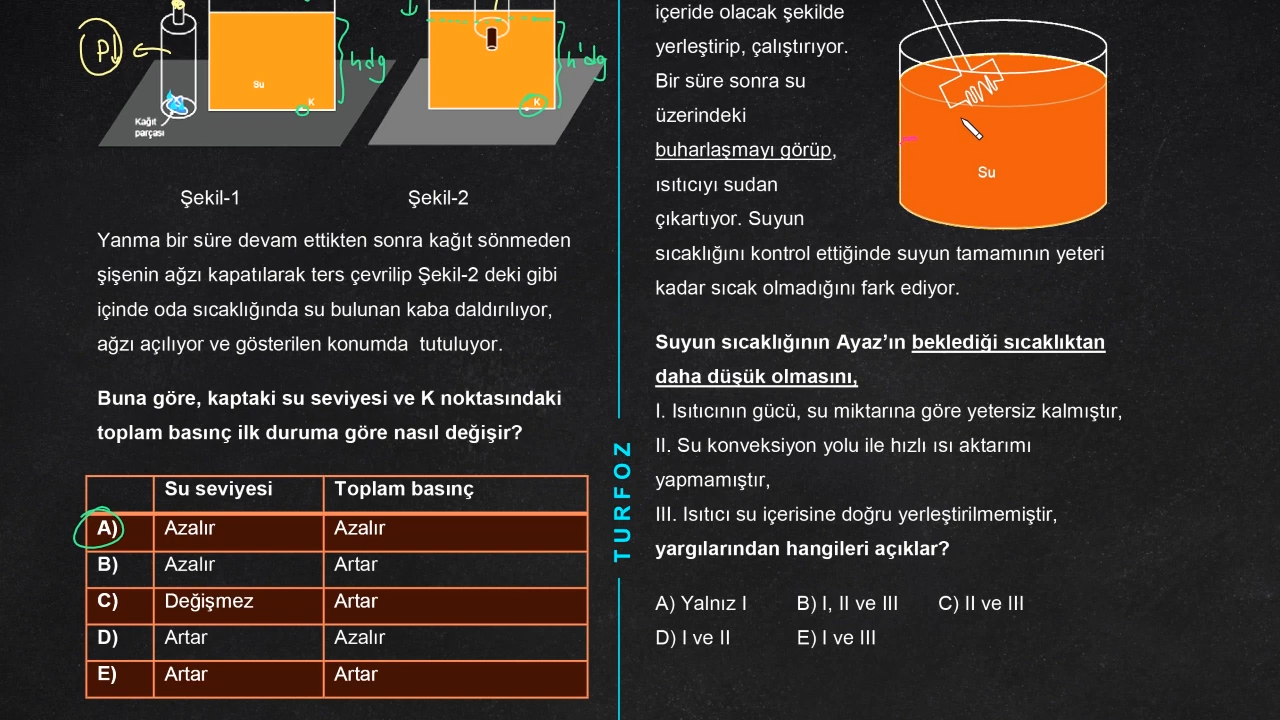 P↓
Su
K
hdg
Kağıt
parçası
K
h'dg
Şekil-1
Şekil-2
Yanma bir süre devam ettikten sonra kağıt sönmeden
şişenin ağzı kapatılarak ters çevrilip Şekil-2 deki gibi
içinde oda sıcaklığında su bulunan kaba daldırılıyor,
ağzı açılıyor ve gösterilen konumda tutuluyor.
Buna göre, kaptaki su seviyesi ve K noktasındaki
toplam basınç ilk duruma göre nasıl değişir?
Su seviyesi Toplam basınç
A) Azalır Azalır
B) Azalır Artar
C) Değişmez Artar
D) Artar Azalır
E) Artar Artar
TURFOZ
içeride olacak şekilde
yerleştirip, çalıştırıyor.
Bir süre sonra su
üzerindeki
buharlaşmayı görüp,
ısıtıcıyı sudan
çıkartıyor. Suyun
sıcaklığını kontrol ettiğinde suyun tamamının yeteri
kadar sıcak olmadığını fark ediyor.
Su
Suyun sıcaklığının Ayaz’ın beklediği sıcaklıktan
daha düşük olmasını,
I. Isıtıcının gücü, su miktarına göre yetersiz kalmıştır,
II. Su konveksiyon yolu ile hızlı ısı aktarımı
yapmamıştır,
III. Isıtıcı su içerisine doğru yerleştirilmemiştir,
yargılarından hangileri açıklar?
A) Yalnız I B) I, II ve III C) II ve III
D) I ve II E) I ve III